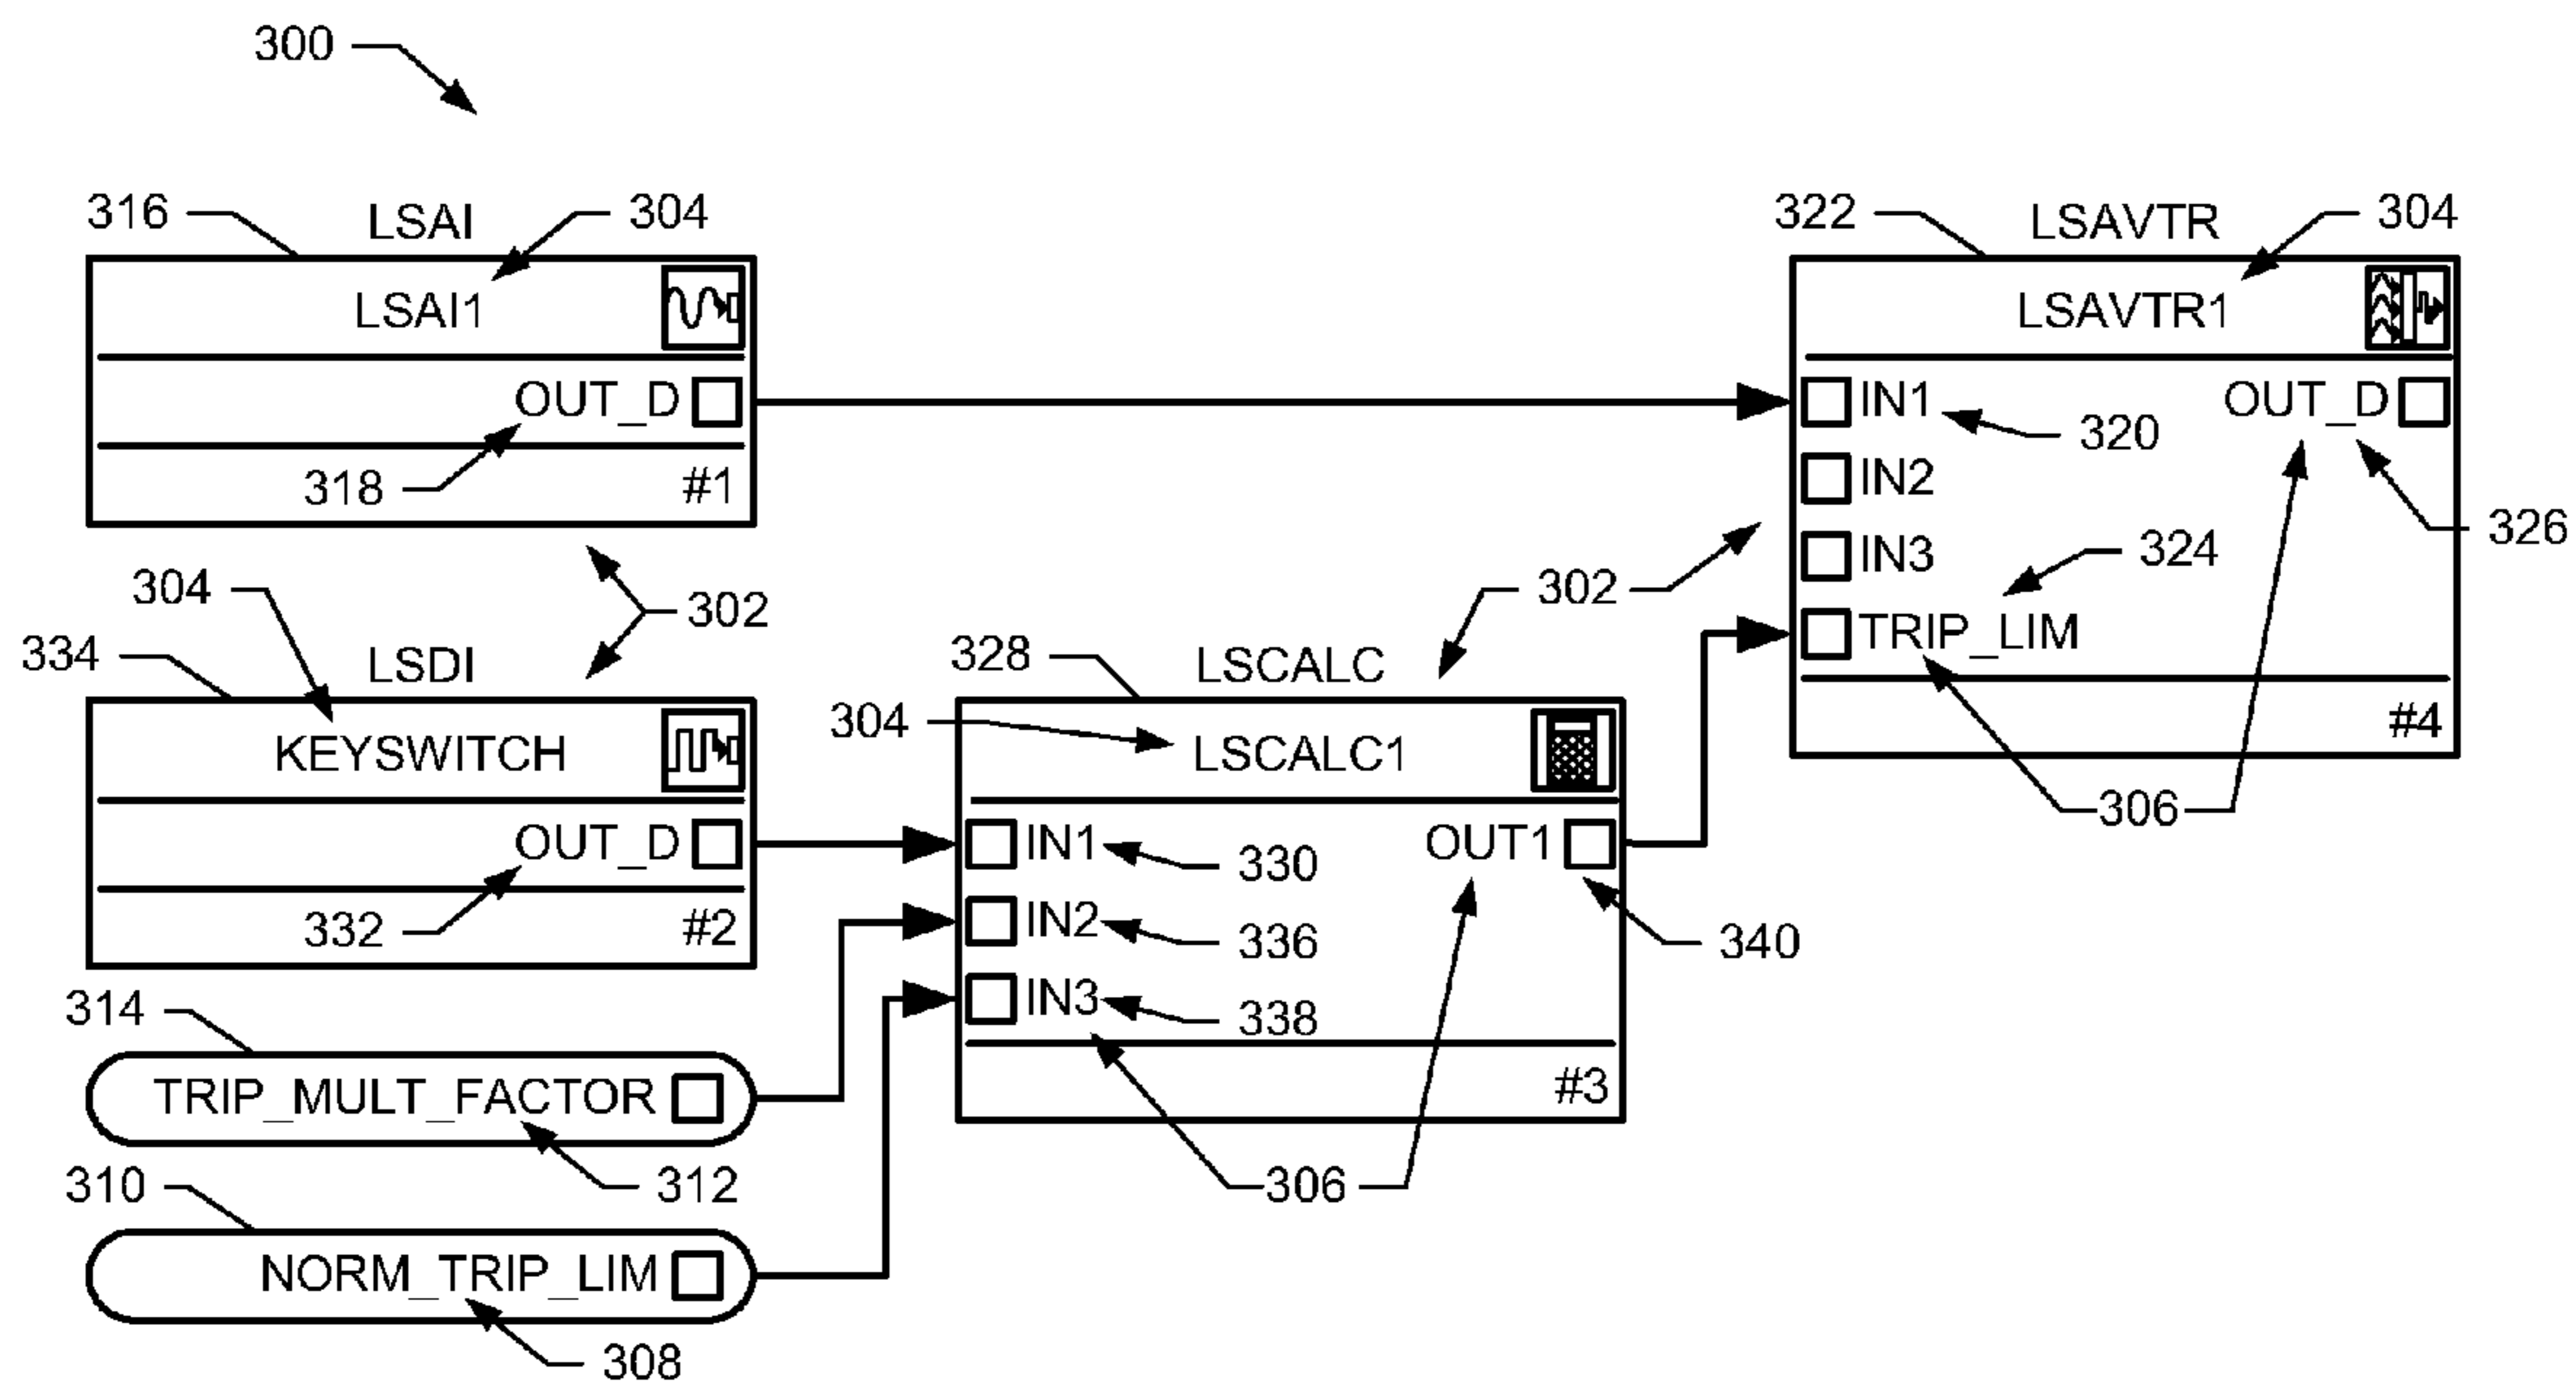 300
316 LSAI 304
LSAI1
OUT_D
318 #1
322 LSAVTR 304
LSAVTR1
IN1 320 OUT_D
IN2
326
IN3 324
TRIP_LIM
#4
306
302
302
304
334 LSDI
KEYSWITCH
OUT_D
332 #2
328 LSCALC
304 LSCALC1
IN1 330 OUT1
IN2 336 340
IN3 338
#3
306
314
TRIP_MULT_FACTOR
312
310
NORM_TRIP_LIM
308